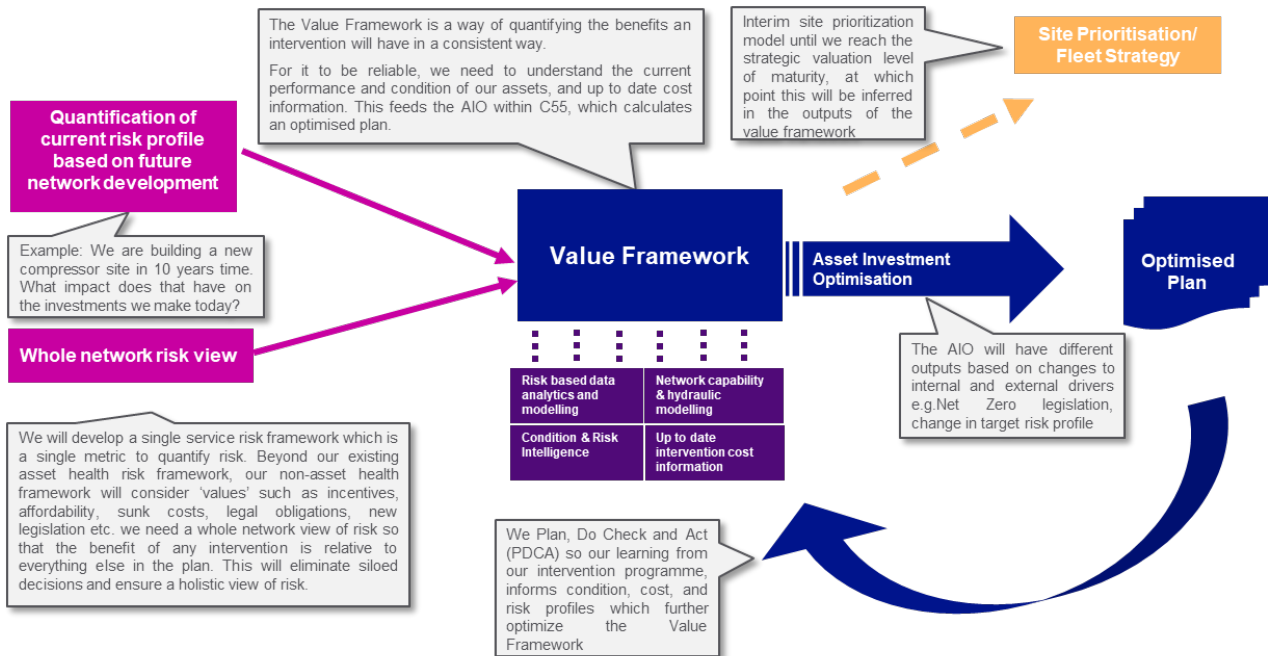 The Value Framework is a way of quantifying the benefits an
intervention will have in a consistent way.
For it to be reliable, we need to understand the current
performance and condition of our assets, and up to date cost
information. This feeds the AIO within C55, which calculates
an optimised plan.
Interim site prioritization
model until we reach the
strategic valuation level
of maturity, at which
point this will be inferred
in the outputs of the
value framework
Site Prioritisation/
Fleet Strategy
Quantification of
current risk profile
based on future
network development
Example: We are building a new
compressor site in 10 years time.
What impact does that have on
the investments we make today?
Whole network risk view
We will develop a single service risk framework which is
a single metric to quantify risk. Beyond our existing
asset health risk framework, our non-asset health
framework will consider ‘values’ such as incentives,
affordability, sunk costs, legal obligations, new
legislation etc. we need a whole network view of risk so
that the benefit of any intervention is relative to
everything else in the plan. This will eliminate siloed
decisions and ensure a holistic view of risk.
Value Framework
Asset Investment
Optimisation
Optimised
Plan
Risk based data
analytics and
modelling
Network capability
& hydraulic
modelling
Condition & Risk
Intelligence
Up to date
intervention cost
information
The AIO will have different
outputs based on changes to
internal and external drivers
e.g.Net Zero legislation,
change in target risk profile
We Plan, Do Check and Act
(PDCA) so our learning from
our intervention programme,
informs condition, cost, and
risk profiles which further
optimize the Value
Framework